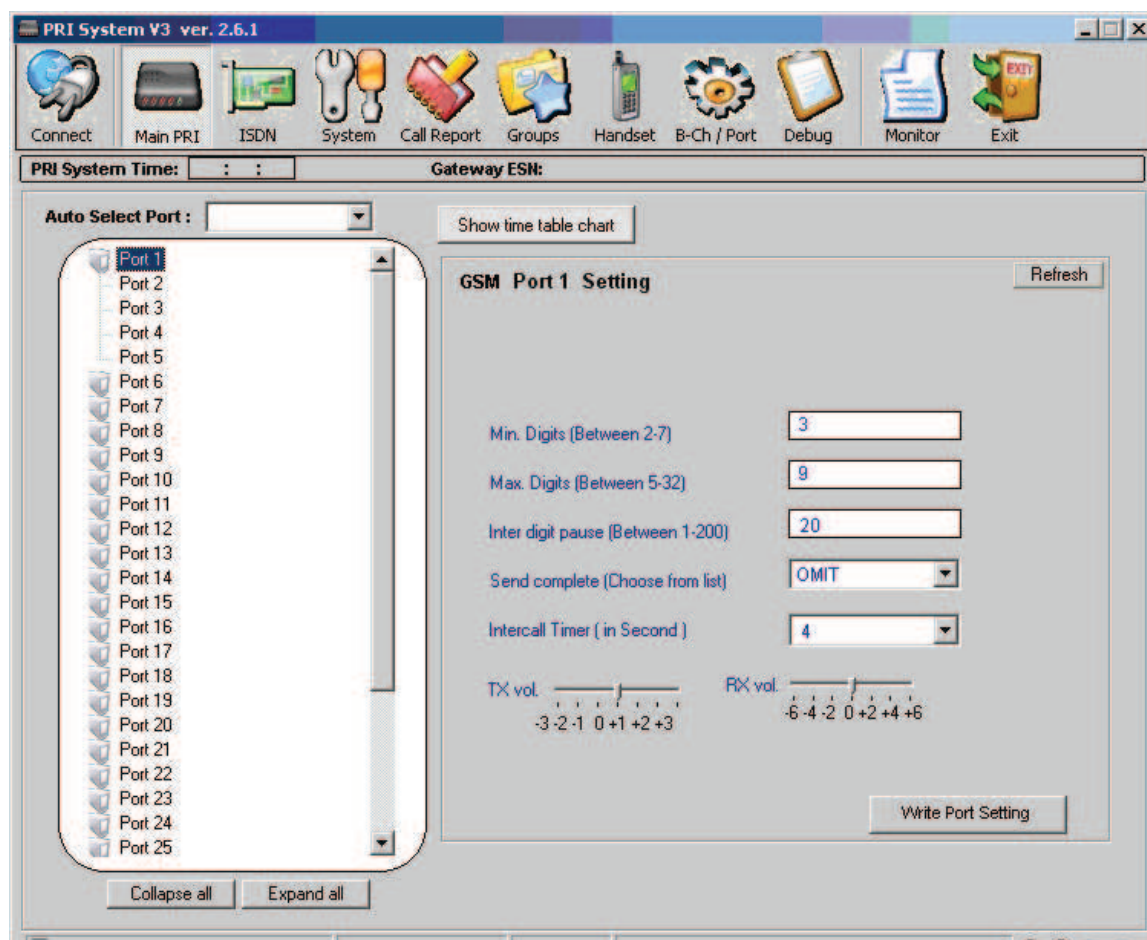 PRI System V3 ver. 2.6.1
Connect Main PRI ISDN System Call Report Groups Handset B-Ch / Port Debug Monitor EXIT Exit
PRI System Time: : : Gateway ESN:
Auto Select Port :
Show time table chart
Port 1
Port 2
Port 3
Port 4
Port 5
Port 6
Port 7
Port 8
Port 9
Port 10
Port 11
Port 12
Port 13
Port 14
Port 15
Port 16
Port 17
Port 18
Port 19
Port 20
Port 21
Port 22
Port 23
Port 24
Port 25
Collapse all Expand all
GSM Port 1 Setting
Refresh
Min. Digits (Between 2-7) 3
Max. Digits (Between 5-32) 9
Inter digit pause (Between 1-200) 20
Send complete (Choose from list) OMIT
Intercall Timer ( in Second ) 4
TX vol. RX vol.
-3 -2 -1 0 +1 +2 +3 -6 -4 -2 0 +2 +4 +6
Write Port Setting